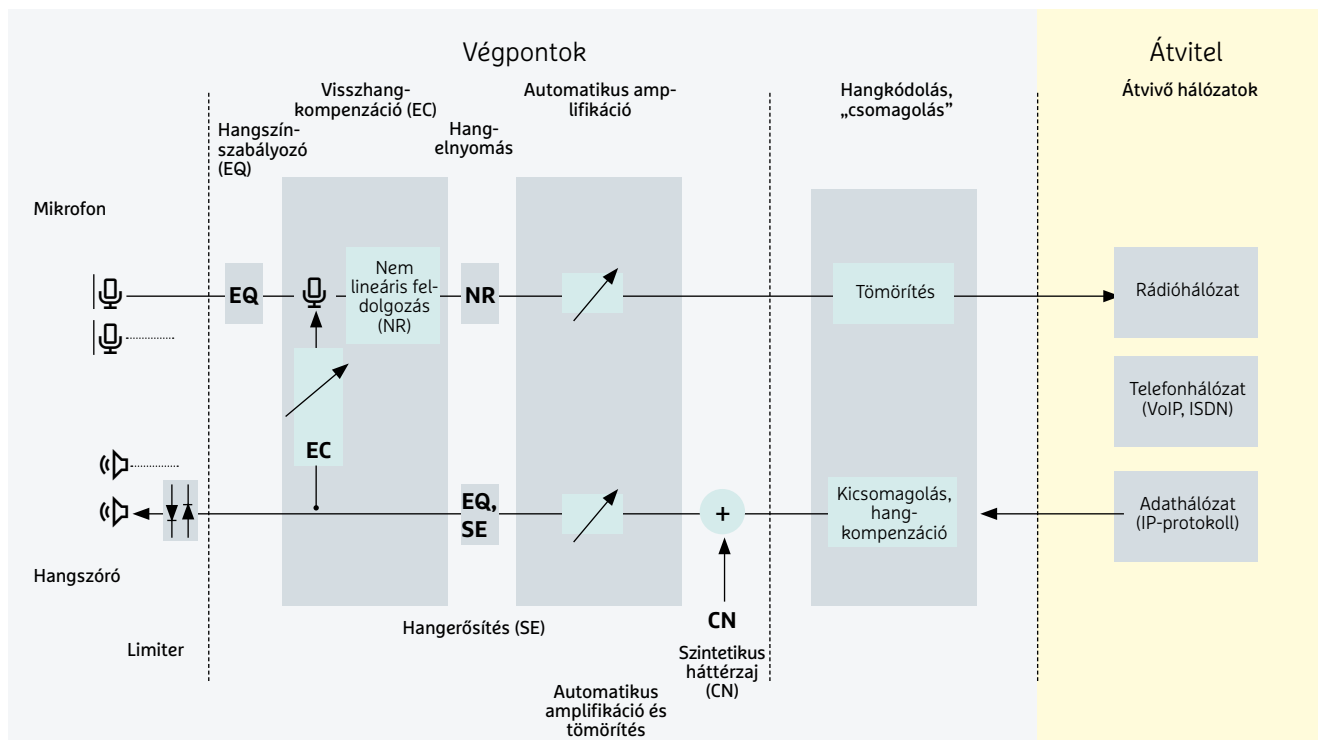 Végpontok
Átvitel
Visszhang-
kompenzáció (EC)
Automatikus amp-
lifikáció
Hangkódolás,
„csomagolás”
Átvivő hálózatok
Hangszín-
szabályozó
(EQ)
Hang-
elnyomás
Mikrofon
EQ
Nem
lineáris fel-
dolgozás
(NR)
NR
Tömörítés
Rádióhálózat
Telefonhálózat
(VoIP, ISDN)
EC
EQ,
SE
+
Kicsomagolás,
hang-
kompenzáció
Adathálózat
(IP-protokoll)
Hangszóró
Limiter
Hangerősítés (SE)
CN
Szintetikus
háttérzaj
(CN)
Automatikus
amplifikáció és
tömörítés